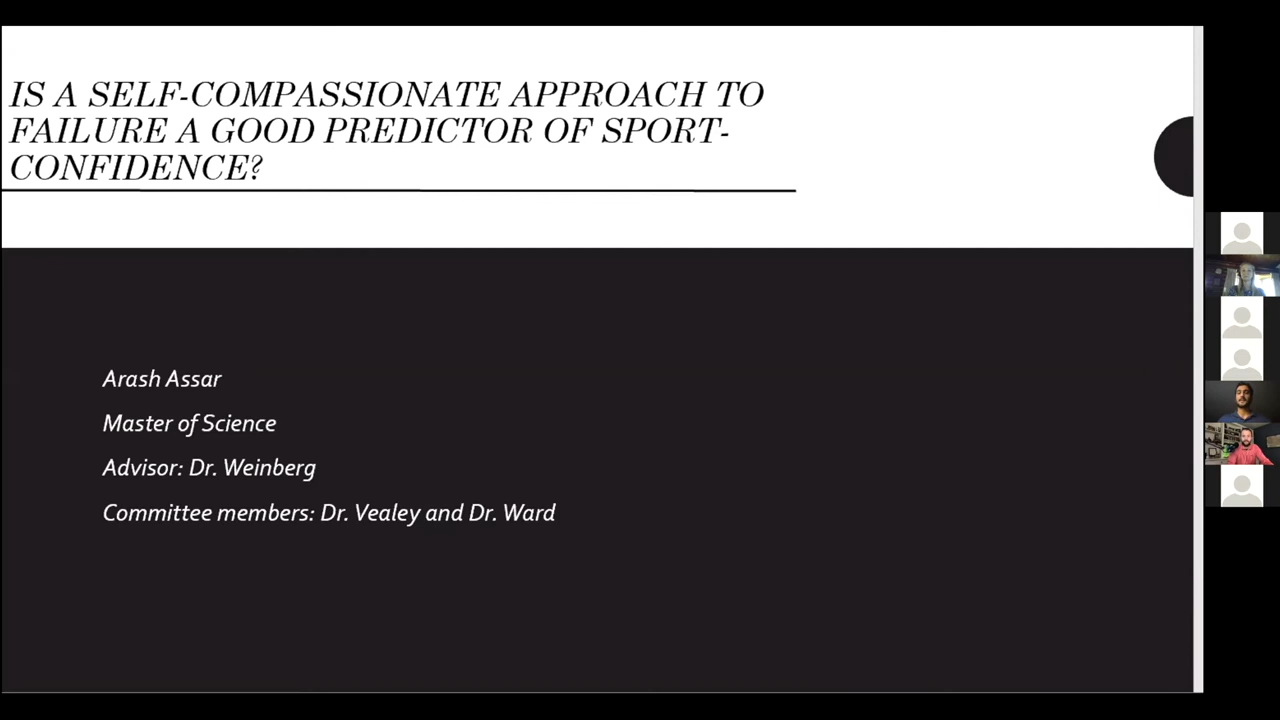 IS A SELF-COMPASSIONATE APPROACH TO
FAILURE A GOOD PREDICTOR OF SPORT-
CONFIDENCE?
Arash Assar
Master of Science
Advisor: Dr. Weinberg
Committee members: Dr. Vealey and Dr. Ward